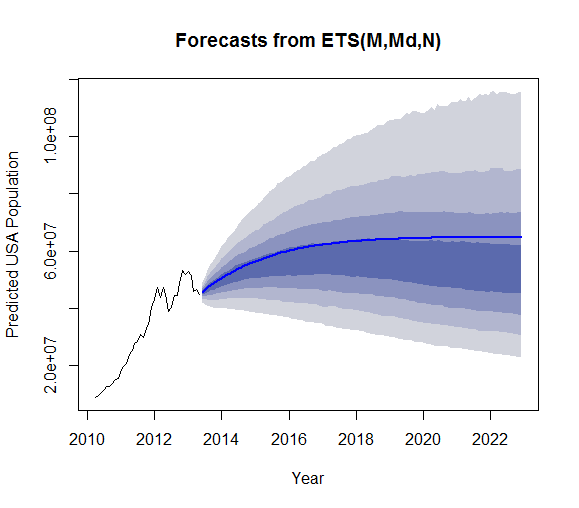 Forecasts from ETS(M,Md,N)
Predicted USA Population
1.0e+08
6.0e+07
2.0e+07
2010 2012 2014 2016 2018 2020 2022
Year